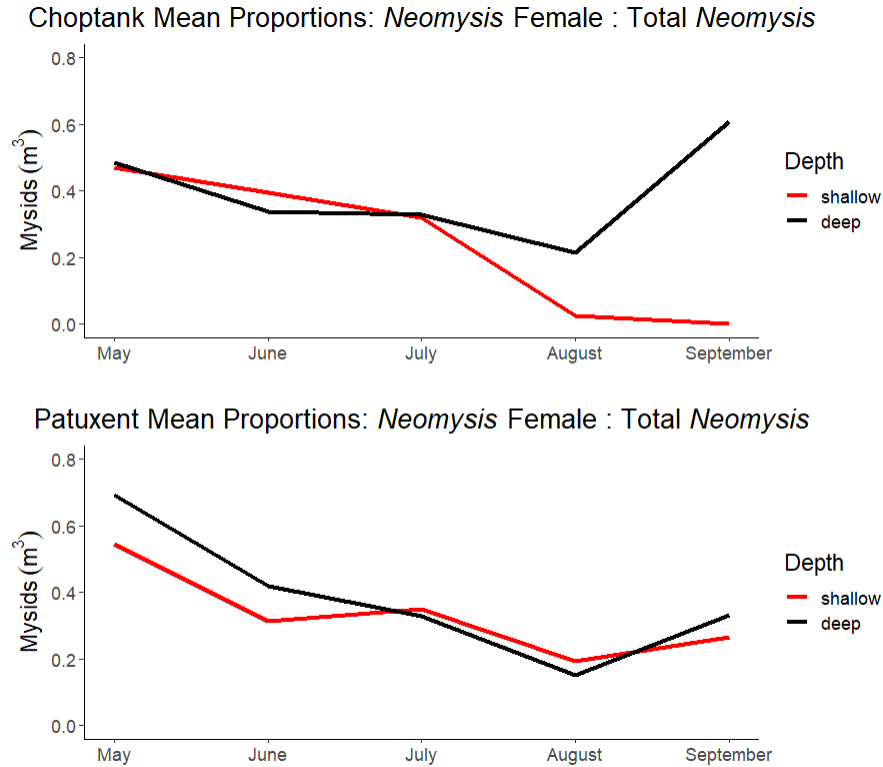 Choptank Mean Proportions: Neomysis Female : Total Neomysis
0.8
0.6
0.4
0.2
0.0
Mysids (m³)
May June July August September
Depth
shallow
deep
Patuxent Mean Proportions: Neomysis Female : Total Neomysis
0.8
0.6
0.4
0.2
0.0
Mysids (m³)
May June July August September
Depth
shallow
deep